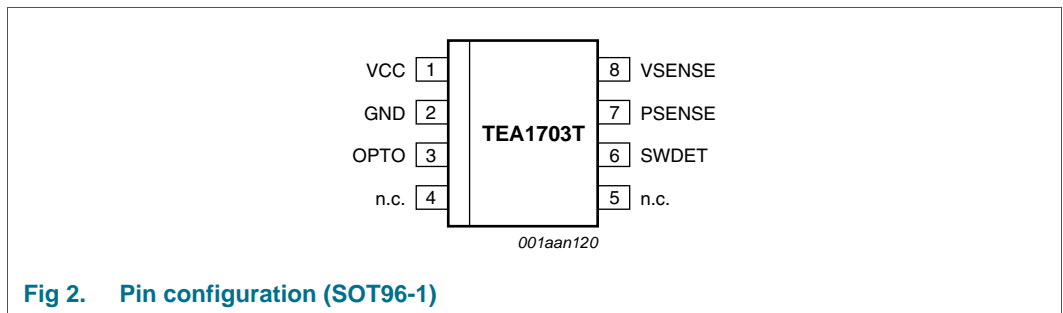 VCC 1 8 VSENSE
GND 2 7 PSENSE
TEA1703T
OPTO 3 6 SWDET
n.c. 4 5 n.c.
001aan120
Fig 2. Pin configuration (SOT96-1)